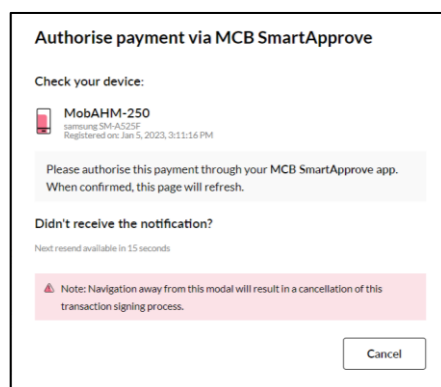 Authorise payment via MCB SmartApprove
Check your device:
MobAHM-250
samsung SM-A525F
Registered on: Jan 5, 2023, 3:11:16 PM
Please authorise this payment through your MCB SmartApprove app.
When confirmed, this page will refresh.
Didn't receive the notification?
Next resend available in 15 seconds
Note: Navigation away from this modal will result in a cancellation of this
transaction signing process.
Cancel